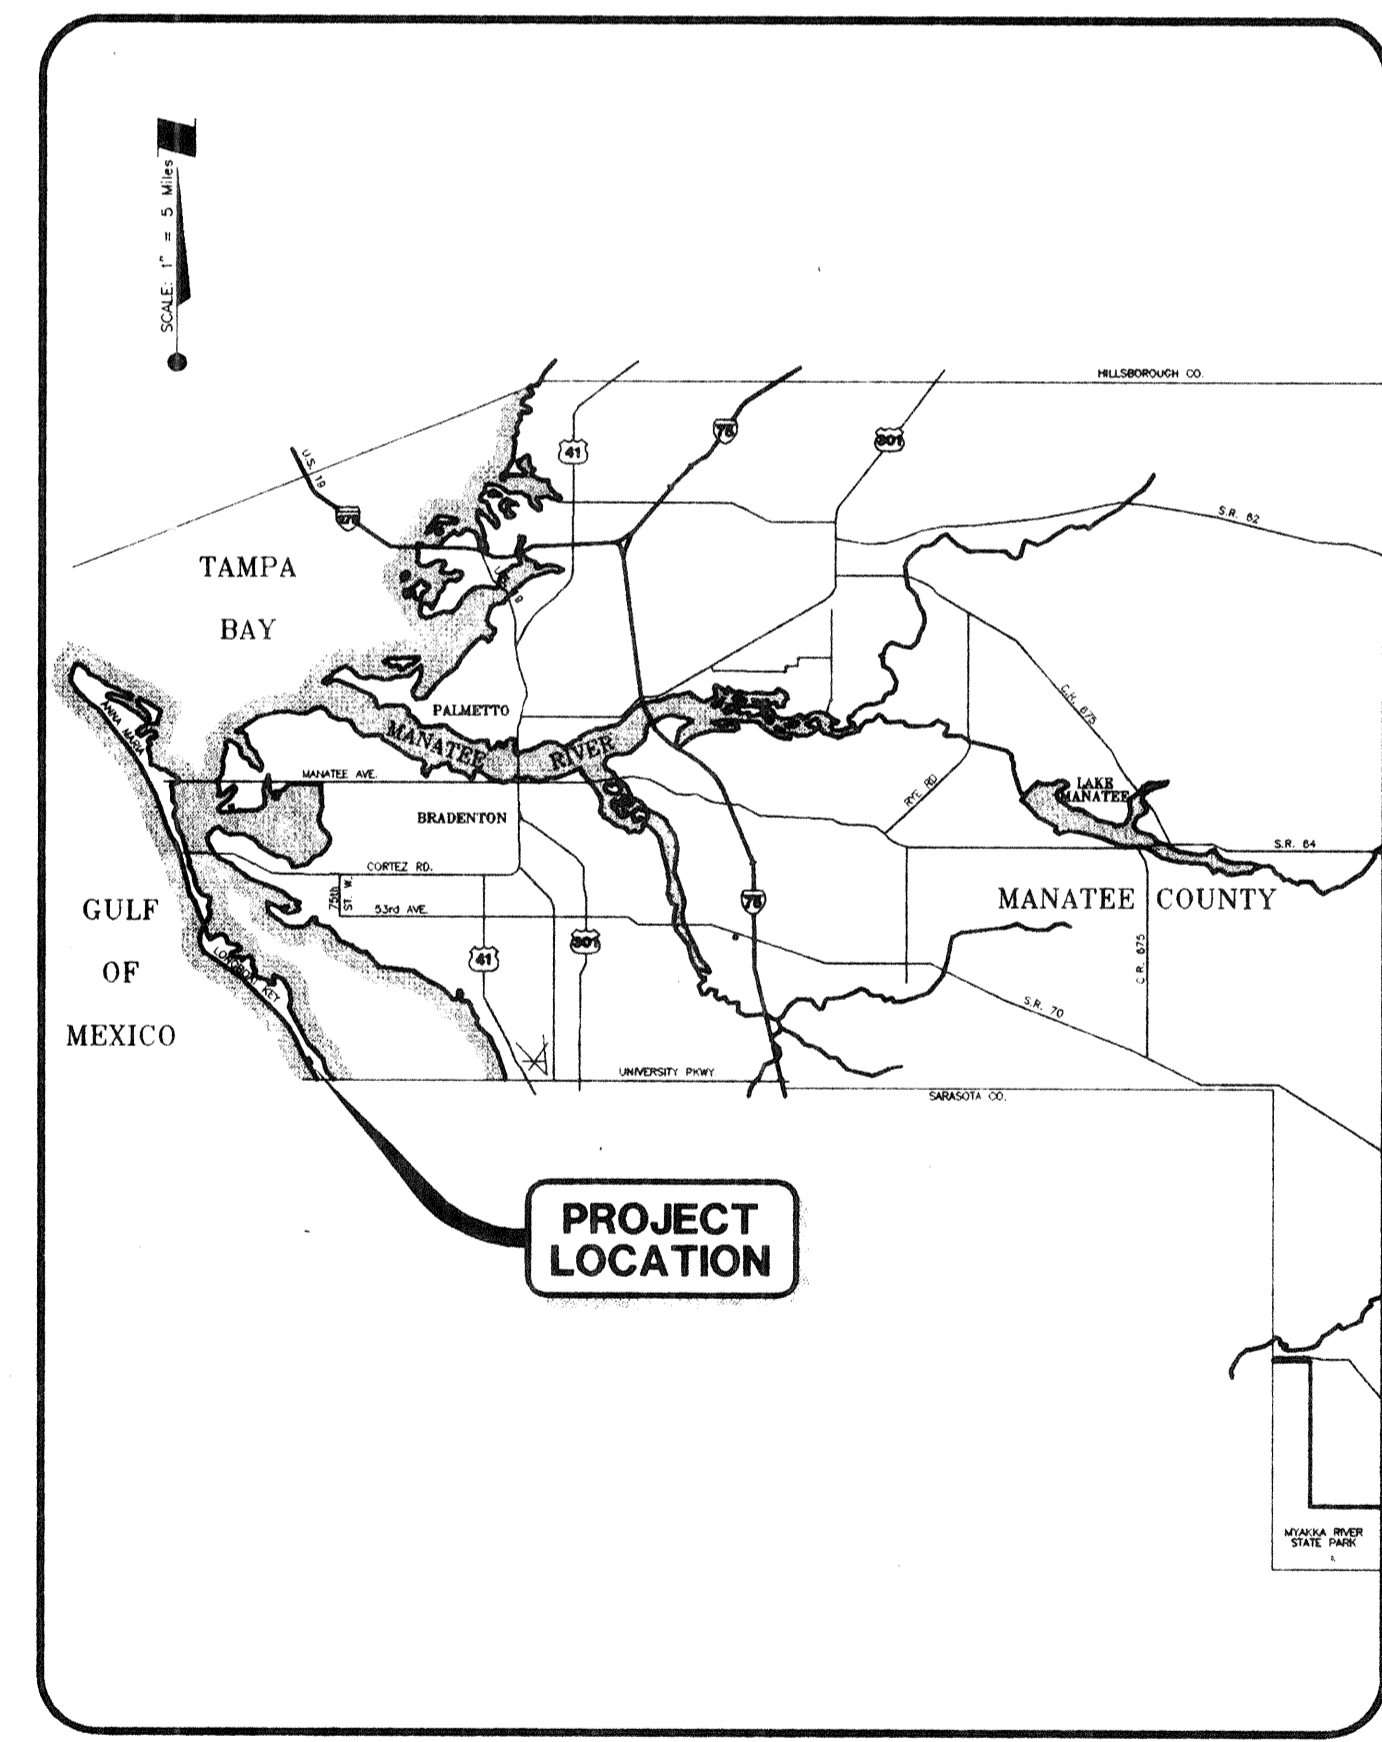 SCALE: 1" = 5 Miles
HILLSBOROUGH CO.
U.S. 19
41
75
301
275
S.R. 62
TAMPA
BAY
ANNA MARIA
PALMETTO
MANATEE RIVER
C.R. 675
MANATEE AVE.
BRADENTON
RYE RD
LAKE
MANATEE
S.R. 64
CORTEZ RD.
75th
ST. W.
53rd AVE.
GULF
OF
MEXICO
MANATEE COUNTY
75
41
301
LONGBOAT KEY
C.R. 675
S.R. 70
UNIVERSITY PKWY.
SARASOTA CO.
PROJECT
LOCATION
MYAKKA RIVER
STATE PARK